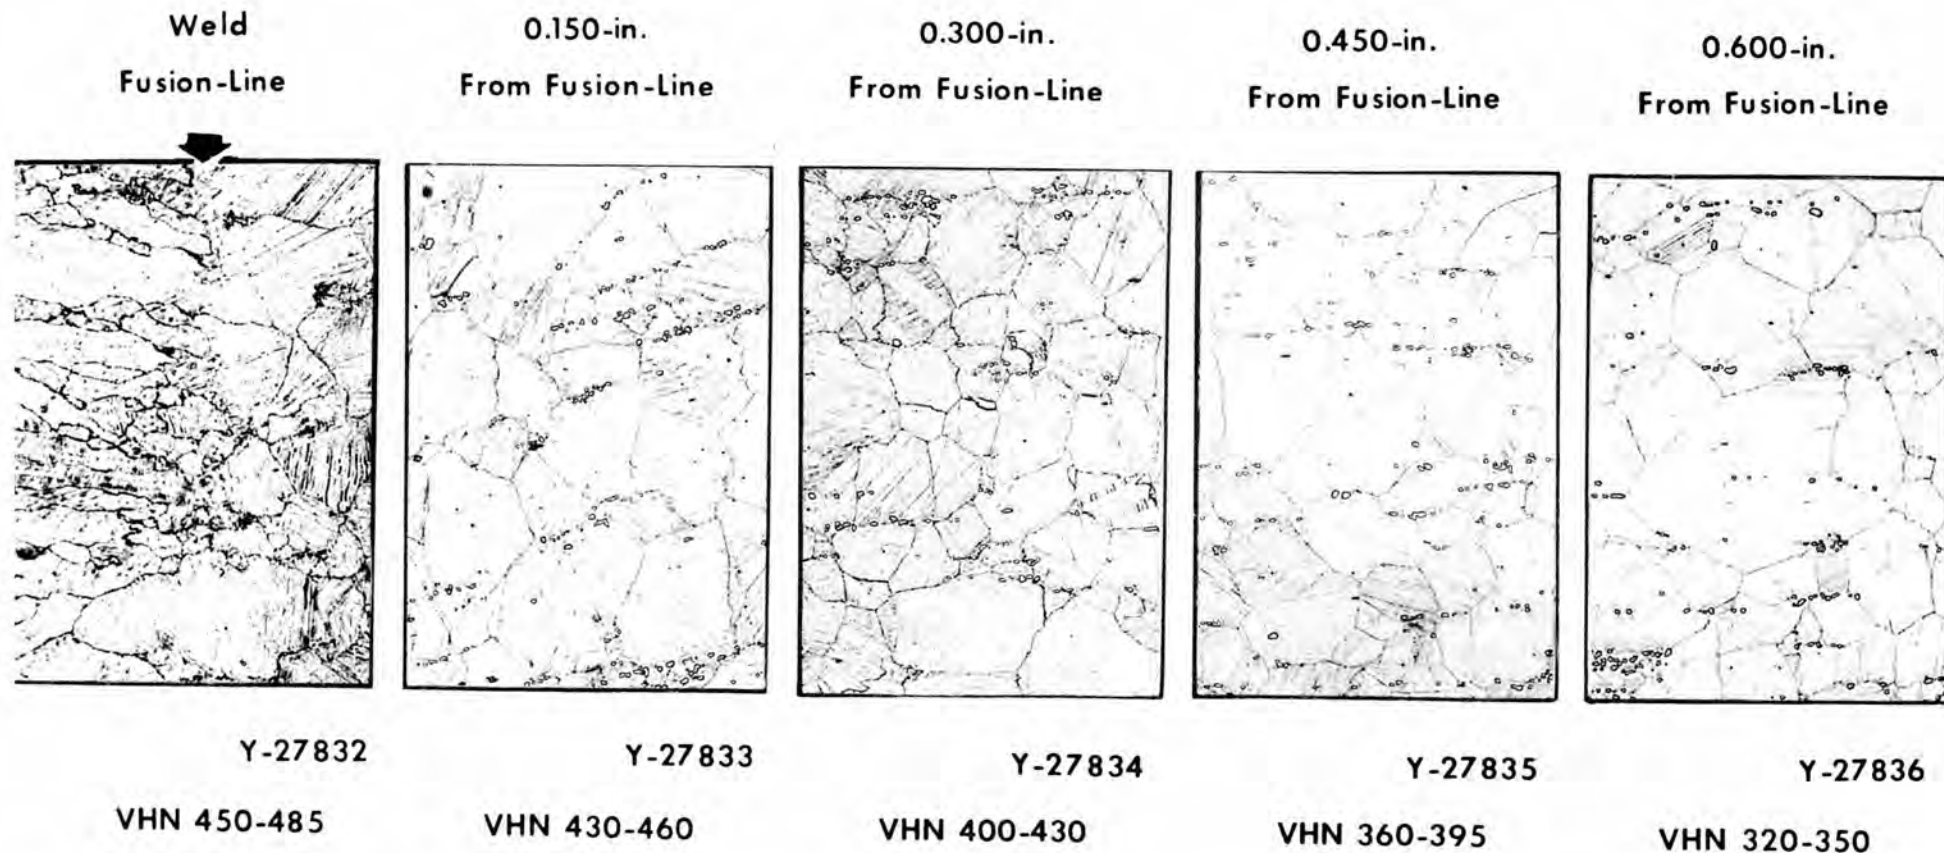 Weld
Fusion-Line
0.150-in.
From Fusion-Line
0.300-in.
From Fusion-Line
0.450-in.
From Fusion-Line
0.600-in.
From Fusion-Line
Y-27832
Y-27833
Y-27834
Y-27835
Y-27836
VHN 450-485
VHN 430-460
VHN 400-430
VHN 360-395
VHN 320-350